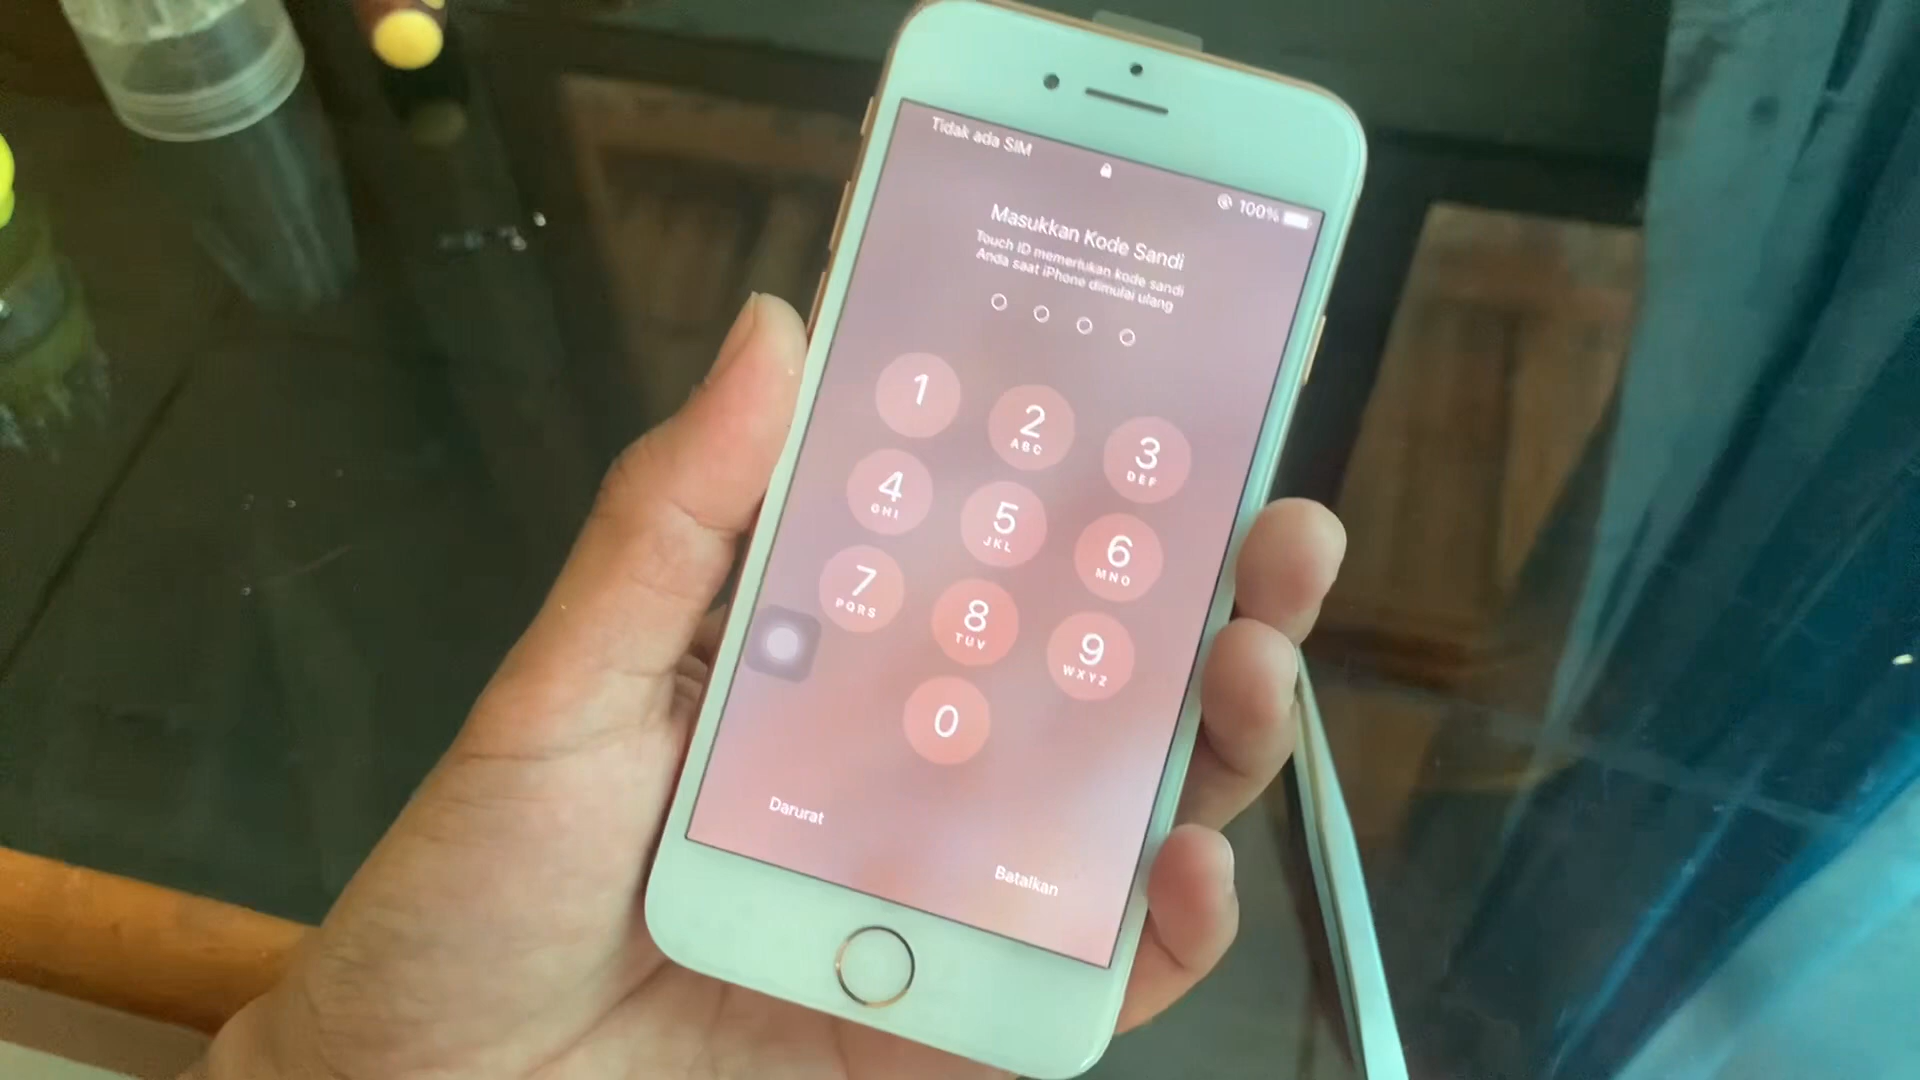 Tidak ada SIM
100%
Masukkan Kode Sandi
Touch ID memerlukan kode sandi
Anda saat iPhone dimulai ulang
1
2
ABC
3
DEF
4
GHI
5
JKL
6
MNO
7
PQRS
8
TUV
9
WXYZ
0
Darurat
Batalkan